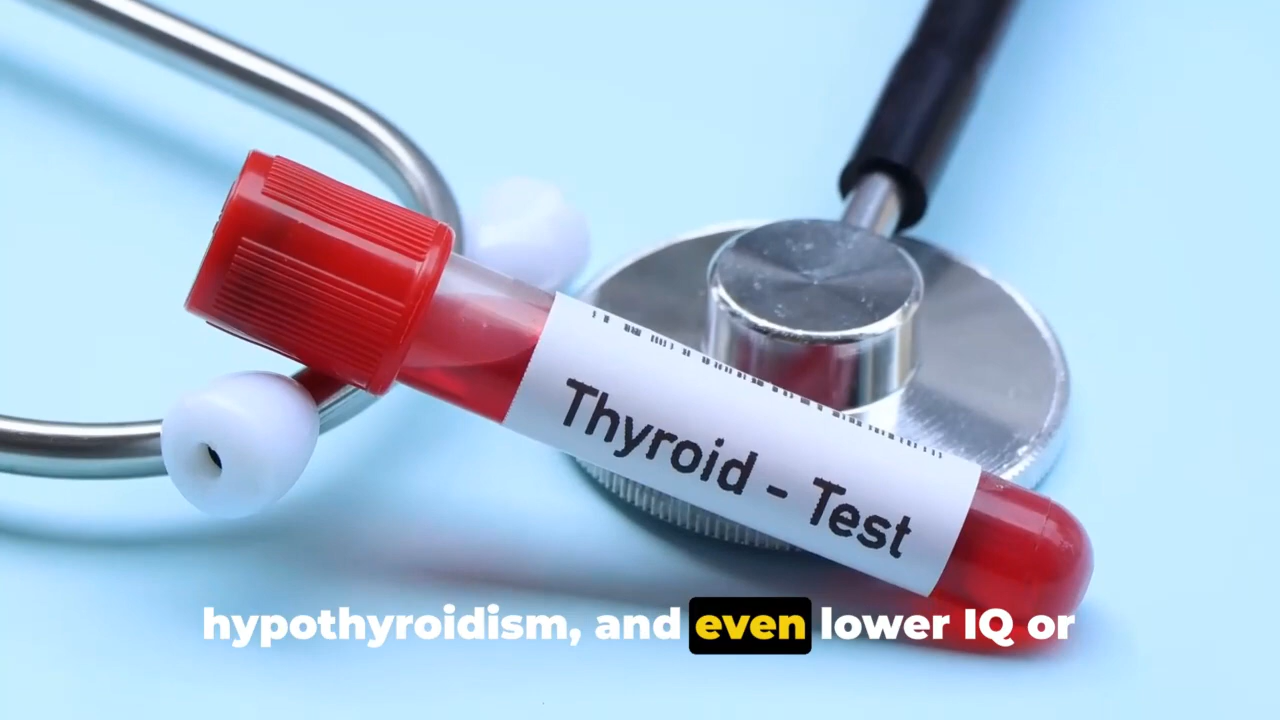 Thyroid - Test
hypothyroidism, and even lower IQ or